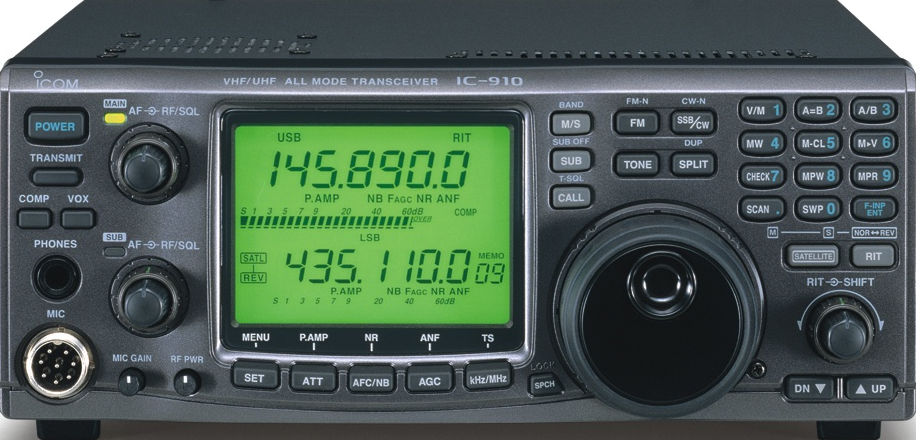 ICOM
VHF/UHF ALL MODE TRANSCEIVER IC-910
POWER
TRANSMIT
COMP VOX
PHONES
MIC
MAIN
AF RF/SQL
SUB
AF RF/SQL
MIC GAIN RF PWR
USB RIT
145.890.0
P.AMP NB FAGC NR ANF
S 1 3 5 7 9 20 40 60dB COMP
OVER
LSB
SATL
REV
435.110.0
MEMO
09
P.AMP NB FAGC NR ANF
S 1 3 5 7 9 20 40 60dB
MENU P.AMP NR ANF TS
SET ATT AFC/NB AGC kHz/MHz
LOCK
SPCH
BAND
M/S
SUB OFF
SUB
T-SQL
CALL
FM-N CW-N
FM SSB/CW
DUP
TONE SPLIT
V/M 1 A=B 2 A/B 3
MW 4 M-CL 5 M▸V 6
CHECK 7 MPW 8 MPR 9
SCAN . SWP 0 F-INP ENT
M S NOR↔REV
SATELLITE RIT
RIT SHIFT
DN ▼ ▲ UP